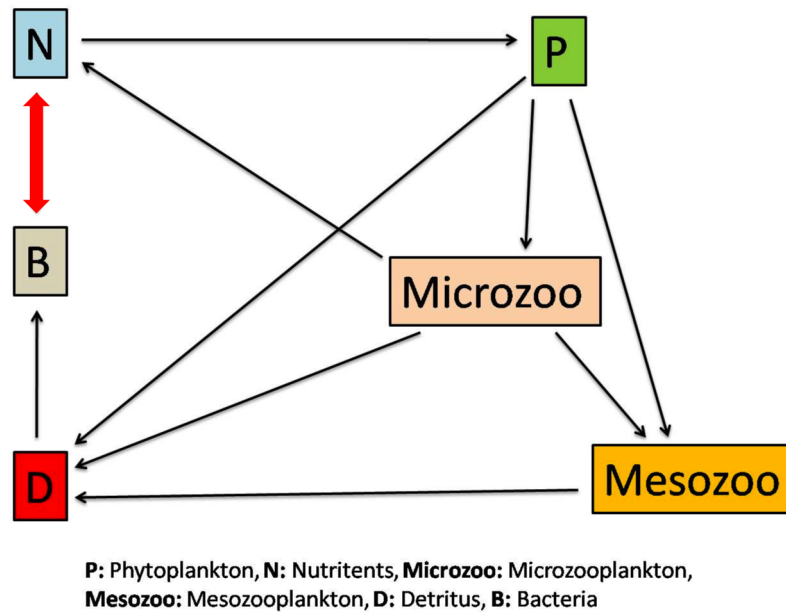 N
P
B
Microzoo
D
Mesozoo
P: Phytoplankton, N: Nutritents, Microzoo: Microzooplankton,
Mesozoo: Mesozooplankton, D: Detritus, B: Bacteria